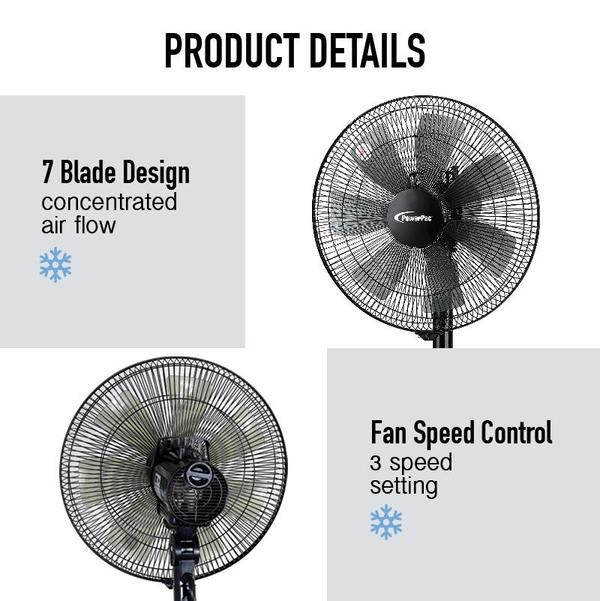 PRODUCT DETAILS
7 Blade Design
concentrated
air flow
PowerPac
Fan Speed Control
3 speed
setting